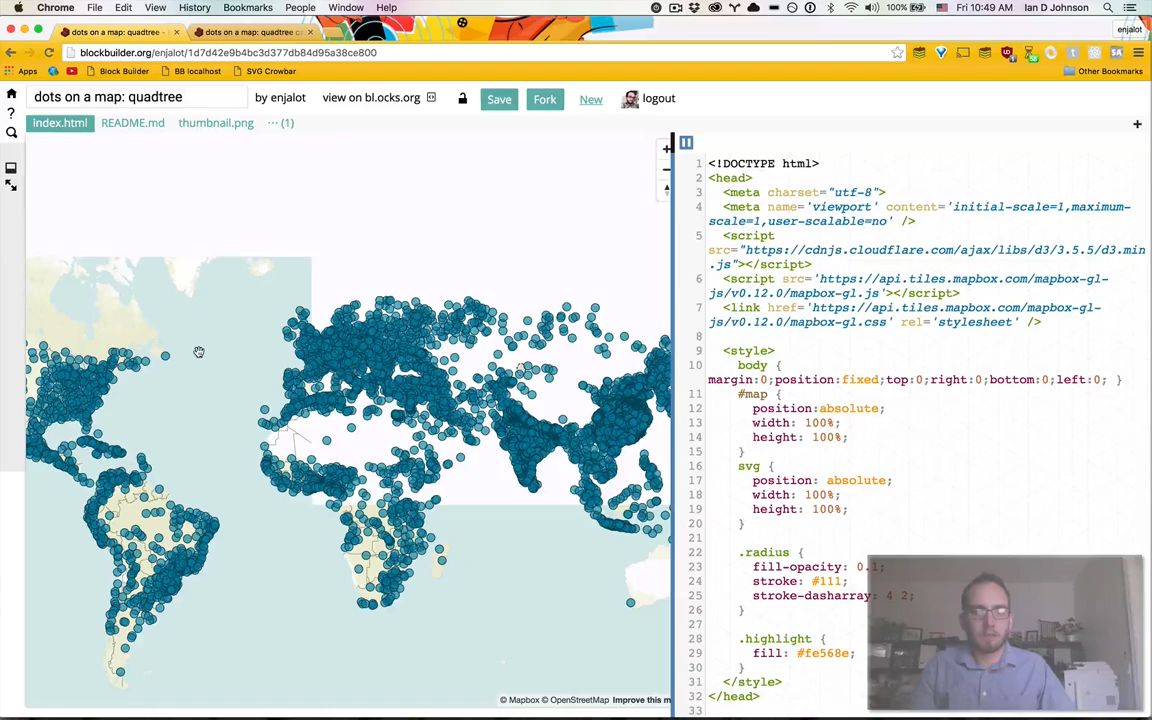 Chrome File Edit View History Bookmarks People Window Help 100% Fri 10:49 AM Ian D Johnson
dots on a map: quadtree - dots on a map: quadtree c enjalot
blockbuilder.org/enjalot/1d7d42e9b4bc3d377db84d95a38ce800
Apps Block Builder BB localhost SVG Crowbar Other Bookmarks
dots on a map: quadtree by enjalot view on bl.ocks.org Save Fork New logout
index.html README.md thumbnail.png ··· (1) +
+
−
1 <!DOCTYPE html>
2 <head>
3 <meta charset="utf-8">
4 <meta name='viewport' content='initial-scale=1,maximum-
scale=1,user-scalable=no' />
5 <script
src="https://cdnjs.cloudflare.com/ajax/libs/d3/3.5.5/d3.min
.js"></script>
6 <script src='https://api.tiles.mapbox.com/mapbox-gl-
js/v0.12.0/mapbox-gl.js'></script>
7 <link href='https://api.tiles.mapbox.com/mapbox-gl-
js/v0.12.0/mapbox-gl.css' rel='stylesheet' />
8
9 <style>
10 body {
margin:0;position:fixed;top:0;right:0;bottom:0;left:0; }
11 #map {
12 position:absolute;
13 width: 100%;
14 height: 100%;
15 }
16 svg {
17 position: absolute;
18 width: 100%;
19 height: 100%;
20 }
21
22 .radius {
23 fill-opacity: 0.1;
24 stroke: #111;
25 stroke-dasharray: 4 2;
26 }
27
28 .highlight {
29 fill: #fe568e;
30 }
31 </style>
32 </head>
33
© Mapbox © OpenStreetMap Improve this m